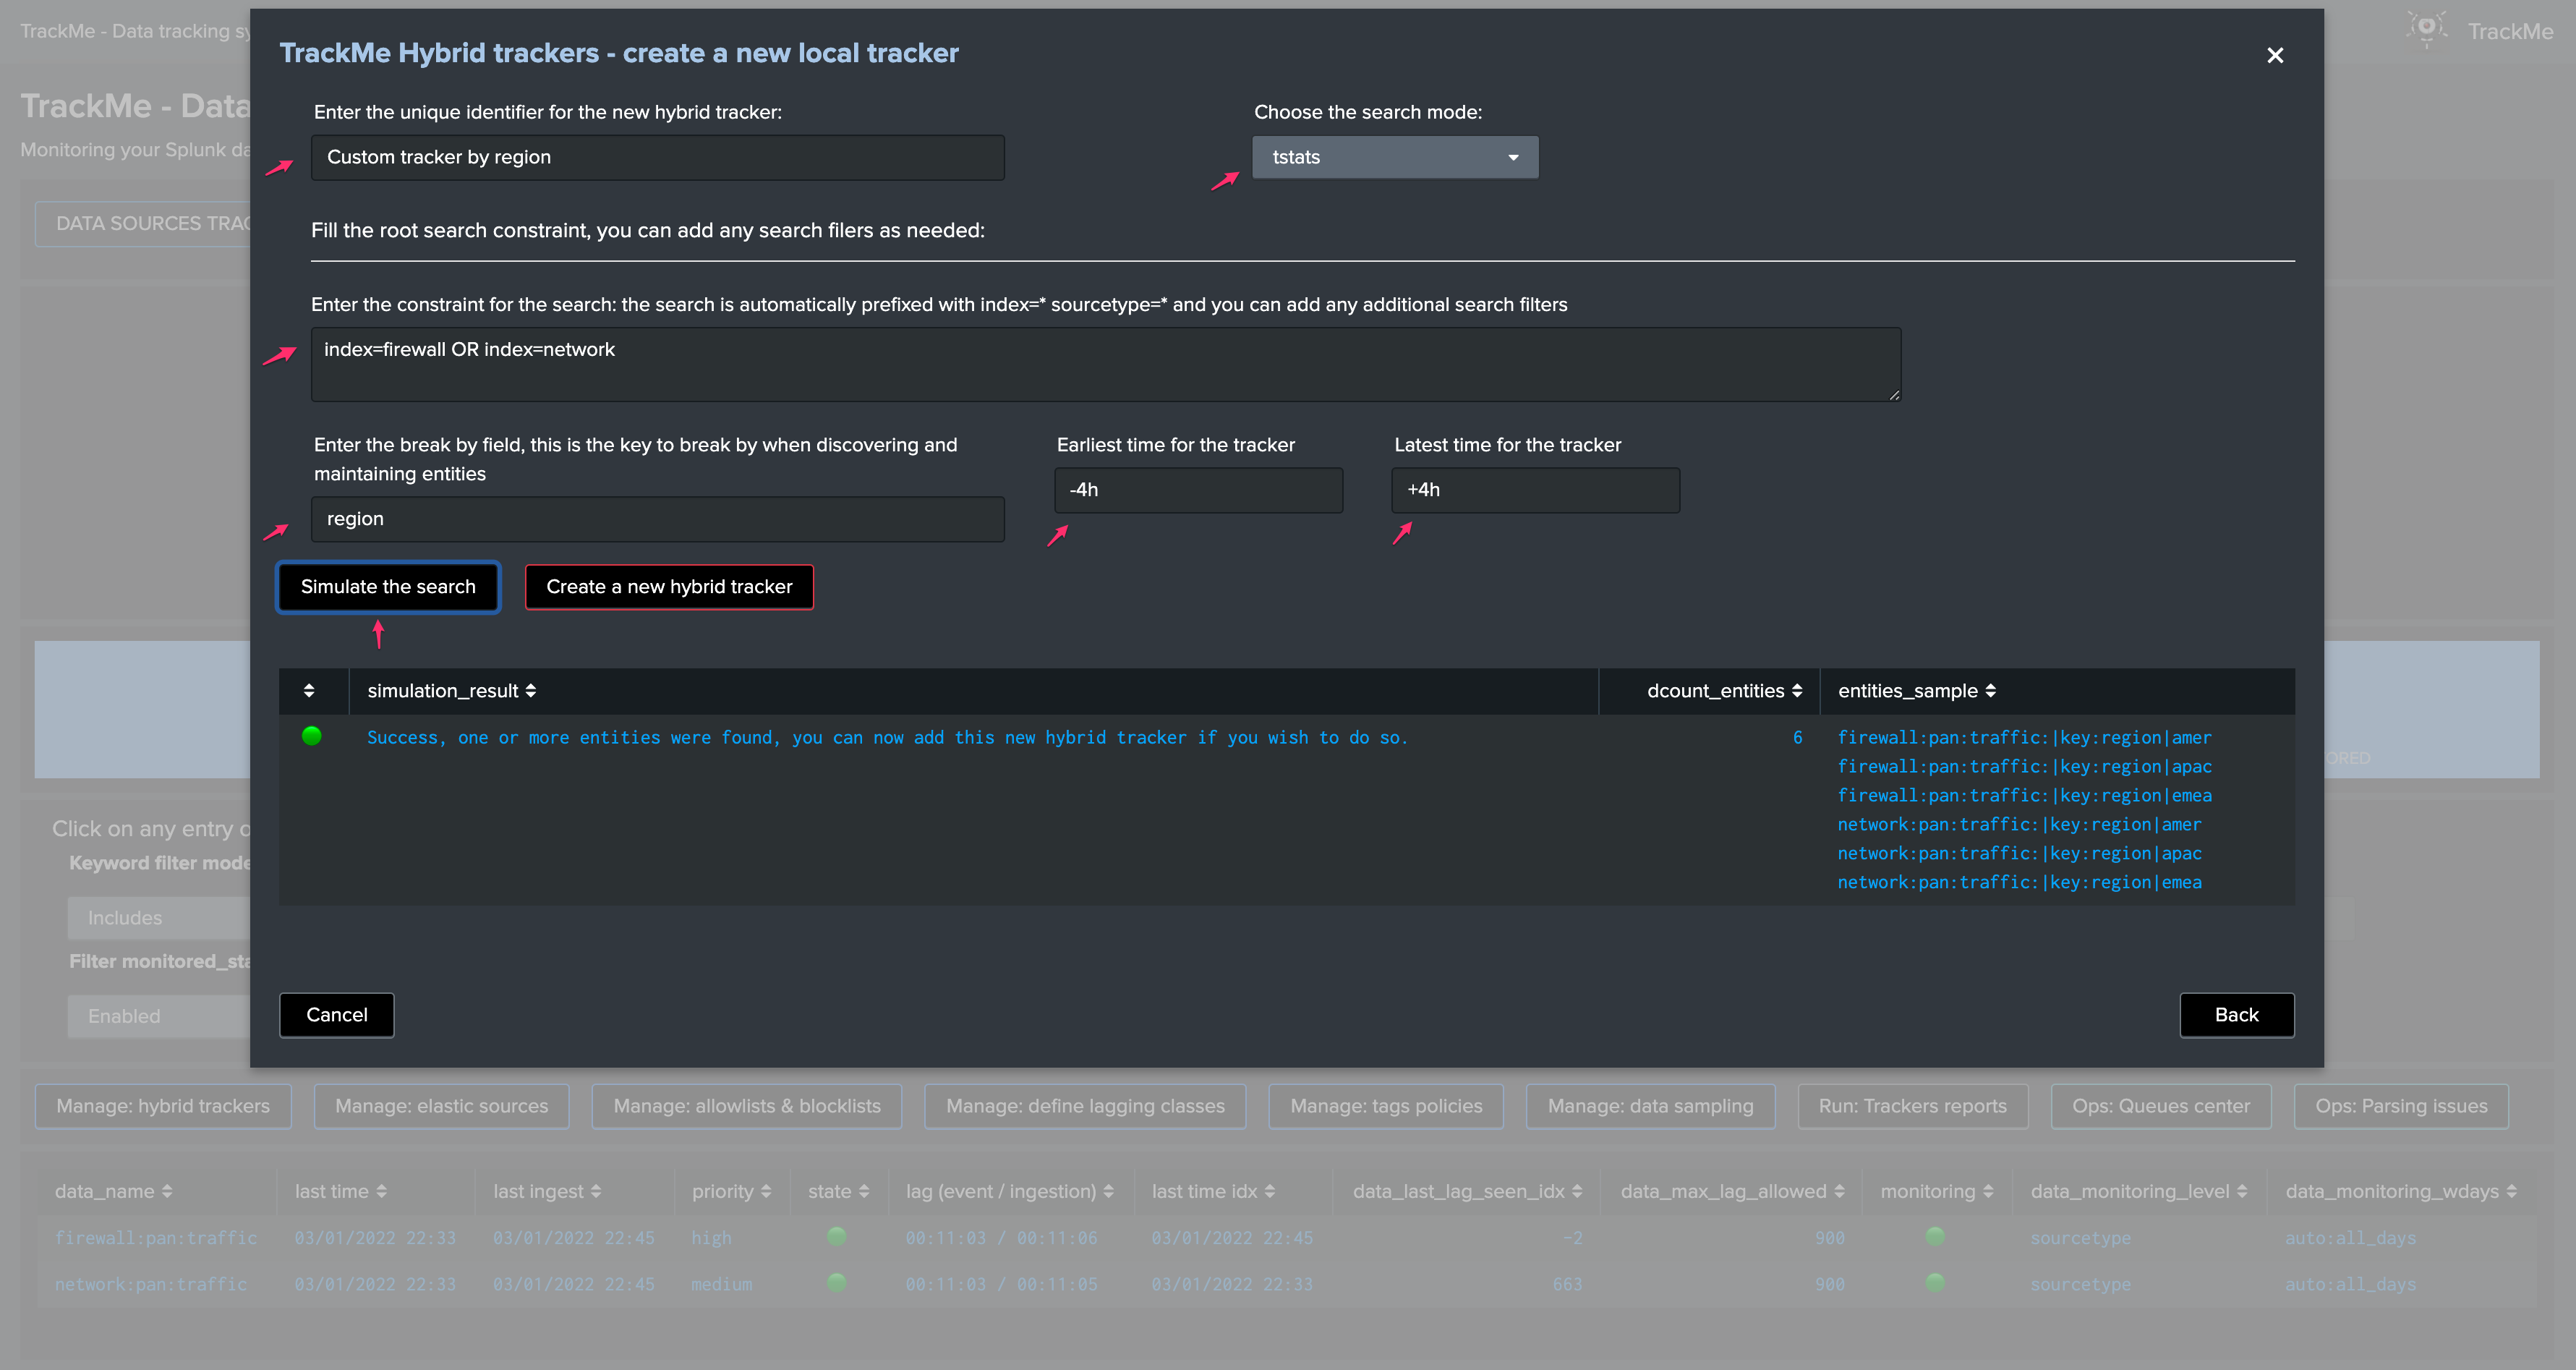 TrackMe - Data tracking sy
TrackMe
TrackMe - Data
Monitoring your Splunk da
DATA SOURCES TRAC
TrackMe Hybrid trackers - create a new local tracker
Enter the unique identifier for the new hybrid tracker:
Choose the search mode:
Custom tracker by region
tstats
Fill the root search constraint, you can add any search filers as needed:
Enter the constraint for the search: the search is automatically prefixed with index=* sourcetype=* and you can add any additional search filters
index=firewall OR index=network
Enter the break by field, this is the key to break by when discovering and
maintaining entities
Earliest time for the tracker
Latest time for the tracker
-4h
+4h
region
Simulate the search
Create a new hybrid tracker
simulation_result
dcount_entities
entities_sample
Success, one or more entities were found, you can now add this new hybrid tracker if you wish to do so.
6
firewall:pan:traffic:|key:region|amer
firewall:pan:traffic:|key:region|apac
firewall:pan:traffic:|key:region|emea
network:pan:traffic:|key:region|amer
network:pan:traffic:|key:region|apac
network:pan:traffic:|key:region|emea
ORED
Click on any entry
Keyword filter mode
Includes
Filter monitored_sta
Enabled
Cancel
Back
Manage: hybrid trackers
Manage: elastic sources
Manage: allowlists & blocklists
Manage: define lagging classes
Manage: tags policies
Manage: data sampling
Run: Trackers reports
Ops: Queues center
Ops: Parsing issues
data_name
last time
last ingest
priority
state
lag (event / ingestion)
last time idx
data_last_lag_seen_idx
data_max_lag_allowed
monitoring
data_monitoring_level
data_monitoring_wdays
firewall:pan:traffic
03/01/2022 22:33
03/01/2022 22:45
high
00:11:03 / 00:11:06
03/01/2022 22:45
-2
900
sourcetype
auto:all_days
network:pan:traffic
03/01/2022 22:33
03/01/2022 22:45
medium
00:11:03 / 00:11:05
03/01/2022 22:33
663
900
sourcetype
auto:all_days